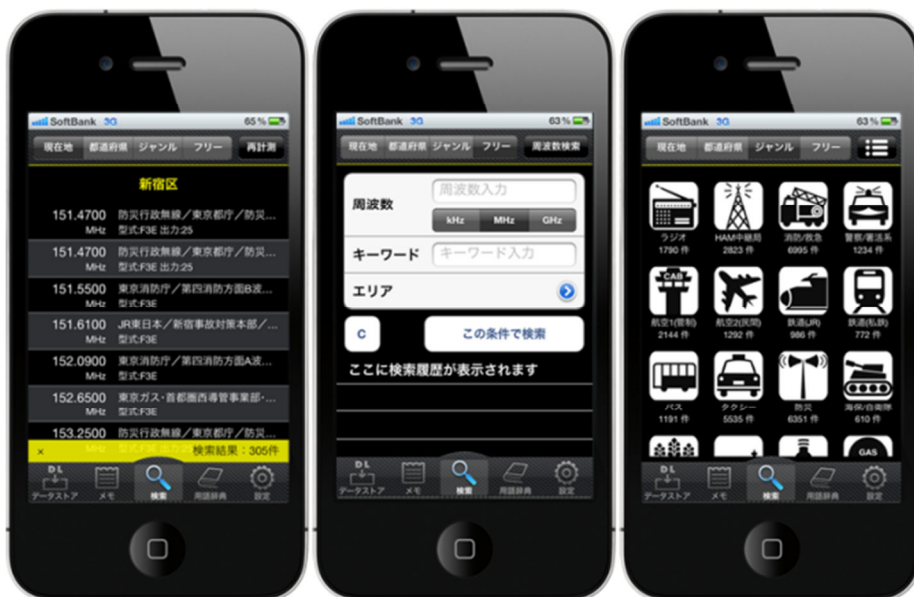 SoftBank 3G 65%
現在地 都道府県 ジャンル フリー 再計測
新宿区
151.4700 防災行政無線／東京都庁／防災…
MHz 型式:F3E 出力:25
151.4700 防災行政無線／東京都庁／防災…
MHz 型式:F3E 出力:25
151.5500 東京消防庁／第四消防方面B波…
MHz 型式:F3E
151.6100 JR東日本／新宿事故対策本部／…
MHz 型式:F3E
152.0900 東京消防庁／第四消防方面A波…
MHz 型式:F3E
152.6500 東京ガス・首都圏西導管事業部・…
MHz 型式:F3E
153.2500 防災行政無線／東京都庁／防災…
× 検索結果：305件
DL
データストア メモ 検索 用語辞典 設定
SoftBank 3G 63%
現在地 都道府県 ジャンル フリー 周波数検索
周波数 周波数入力
kHz MHz GHz
キーワード キーワード入力
エリア
C この条件で検索
ここに検索履歴が表示されます
DL
データストア メモ 検索 用語辞典 設定
SoftBank 3G 63%
現在地 都道府県 ジャンル フリー
ラジオ HAM中継局 消防/救急 警察/署活系
1790 件 2823 件 6995 件 1234 件
CAB
航空1(管制) 航空2(民間) 鉄道(JR) 鉄道(私鉄)
2144 件 1292 件 986 件 772 件
バス タクシー 防災 海保/自衛隊
1191 件 5535 件 6351 件 610 件
GAS
DL
データストア メモ 検索 用語辞典 設定